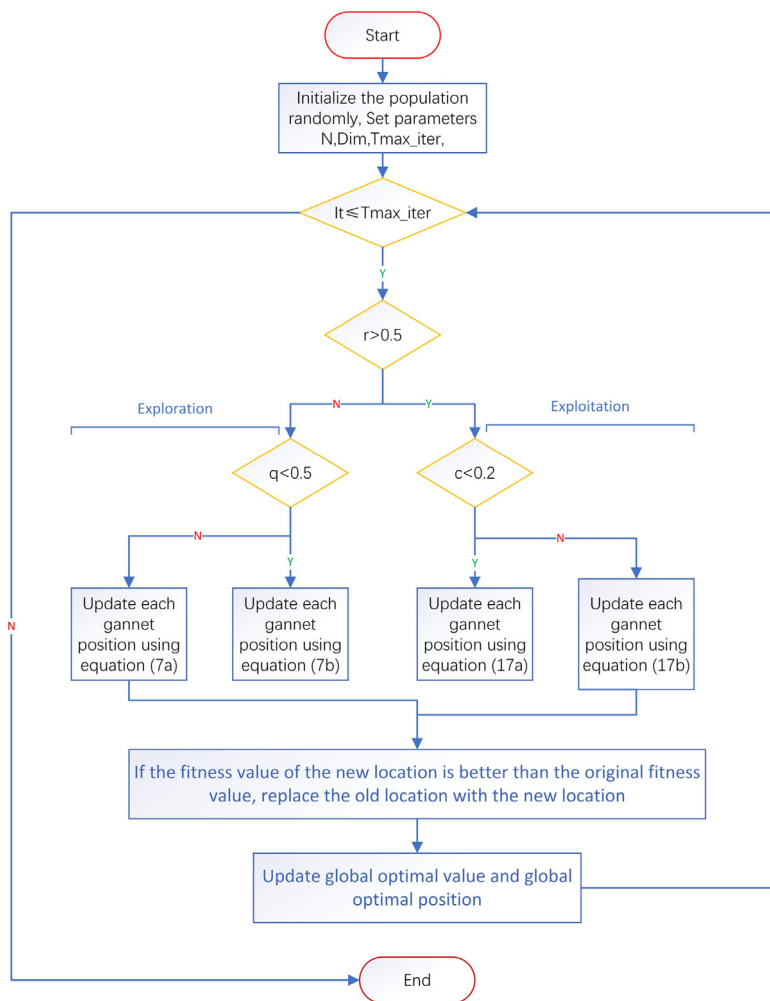 Start
Initialize the population
randomly, Set parameters
N,Dim,Tmax_iter,
It≤Tmax_iter
Y
r>0.5
Exploration
N
Y
Exploitation
q<0.5
c<0.2
N
Y
Y
N
Update each
gannet
position using
equation (7a)
Update each
gannet
position using
equation (7b)
Update each
gannet
position using
equation (17a)
Update each
gannet
position using
equation (17b)
N
If the fitness value of the new location is better than the original fitness
value, replace the old location with the new location
Update global optimal value and global
optimal position
End